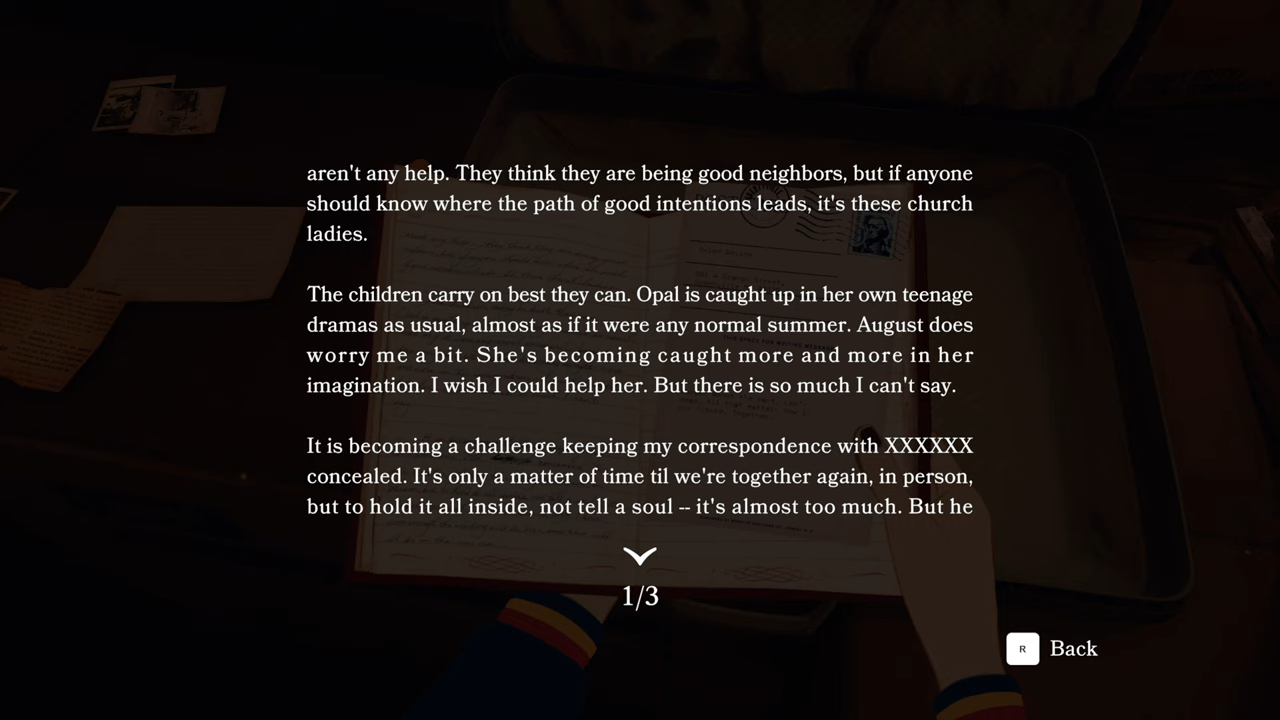 aren't any help. They think they are being good neighbors, but if anyone
should know where the path of good intentions leads, it's these church
ladies.
The children carry on best they can. Opal is caught up in her own teenage
dramas as usual, almost as if it were any normal summer. August does
worry me a bit. She's becoming caught more and more in her
imagination. I wish I could help her. But there is so much I can't say.
It is becoming a challenge keeping my correspondence with XXXXXX
concealed. It's only a matter of time til we're together again, in person,
but to hold it all inside, not tell a soul -- it's almost too much. But he
1/3
R Back